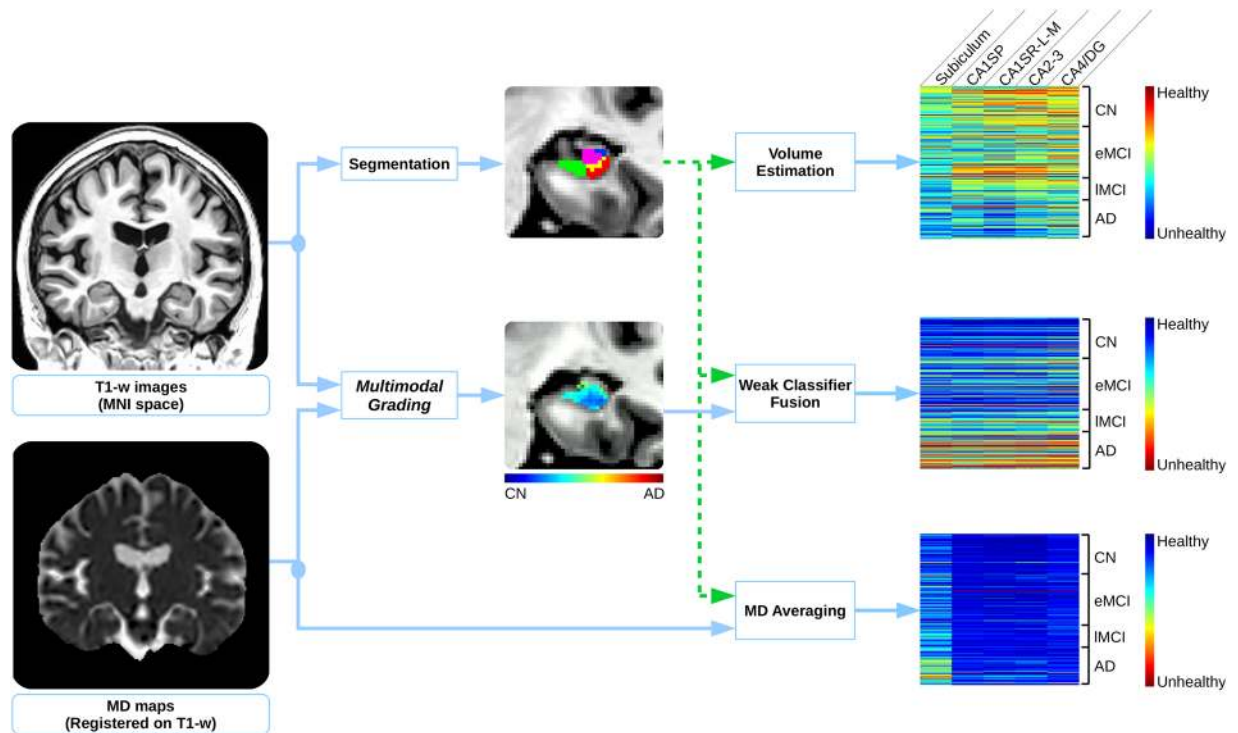 Subiculum
CA1SP
CA1SR-L-M
CA2-3
CA4/DG
Segmentation
Volume
Estimation
CN
eMCI
lMCI
AD
Healthy
Unhealthy
T1-w images
(MNI space)
Multimodal
Grading
CN
AD
Weak Classifier
Fusion
CN
eMCI
lMCI
AD
Healthy
Unhealthy
MD maps
(Registered on T1-w)
MD Averaging
CN
eMCI
lMCI
AD
Healthy
Unhealthy